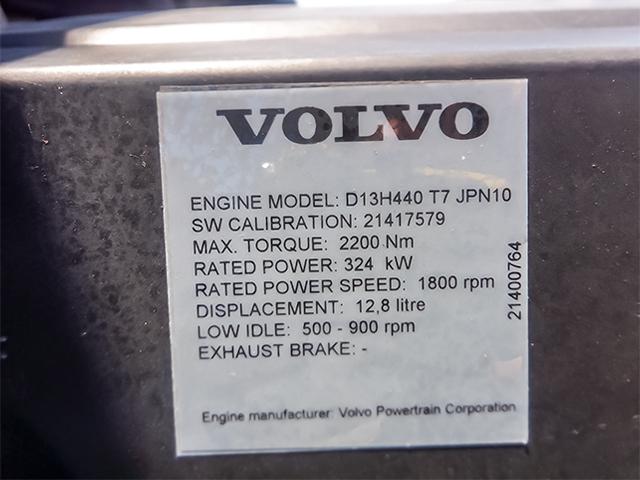 VOLVO
ENGINE MODEL: D13H440 T7 JPN10
SW CALIBRATION: 21417579
MAX. TORQUE: 2200 Nm
RATED POWER: 324 kW
RATED POWER SPEED: 1800 rpm
DISPLACEMENT: 12,8 litre
LOW IDLE: 500 - 900 rpm
EXHAUST BRAKE: -
21400764
Engine manufacturer: Volvo Powertrain Corporation